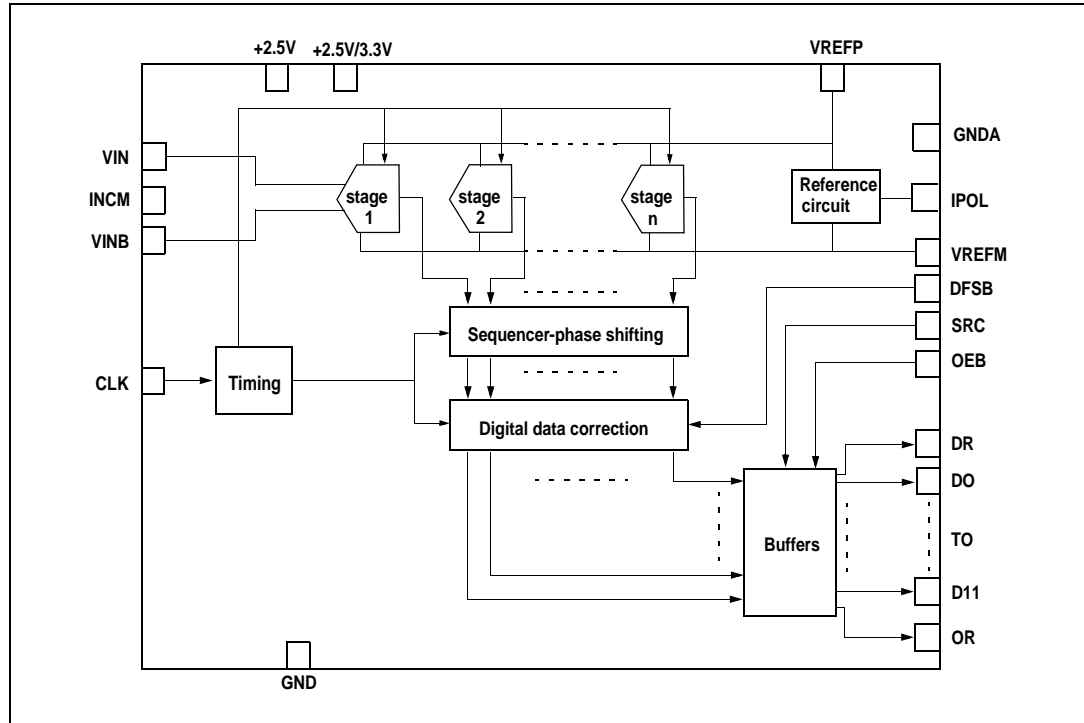 +2.5V
+2.5V/3.3V
VREFP
GNDA
VIN
INCM
VINB
stage
1
stage
2
stage
n
Reference
circuit
IPOL
VREFM
DFSB
SRC
OEB
Sequencer-phase shifting
CLK
Timing
Digital data correction
DR
DO
Buffers
TO
D11
OR
GND